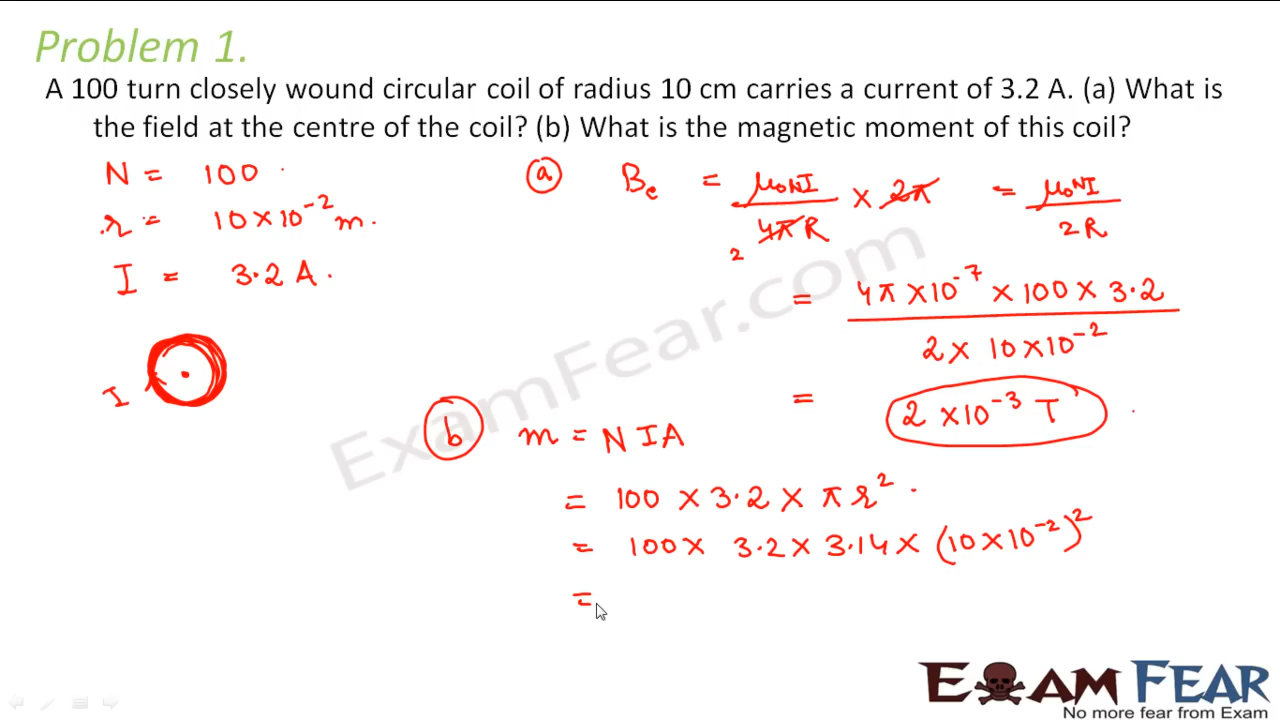 Problem 1.
A 100 turn closely wound circular coil of radius 10 cm carries a current of 3.2 A. (a) What is
the field at the centre of the coil? (b) What is the magnetic moment of this coil?
N = 100
r = 10 × 10⁻² m.
I = 3.2 A.
I
(a) Bc = μ₀NI / 4πR × 2π = μ₀NI / 2R
2
= 4π × 10⁻⁷ × 100 × 3.2 / 2 × 10 × 10⁻²
= 2 × 10⁻³ T
(b) m = NIA
= 100 × 3.2 × πr².
= 100 × 3.2 × 3.14 × (10 × 10⁻²)²
=
ExamFear.com
EXAM FEAR
No more fear from Exam